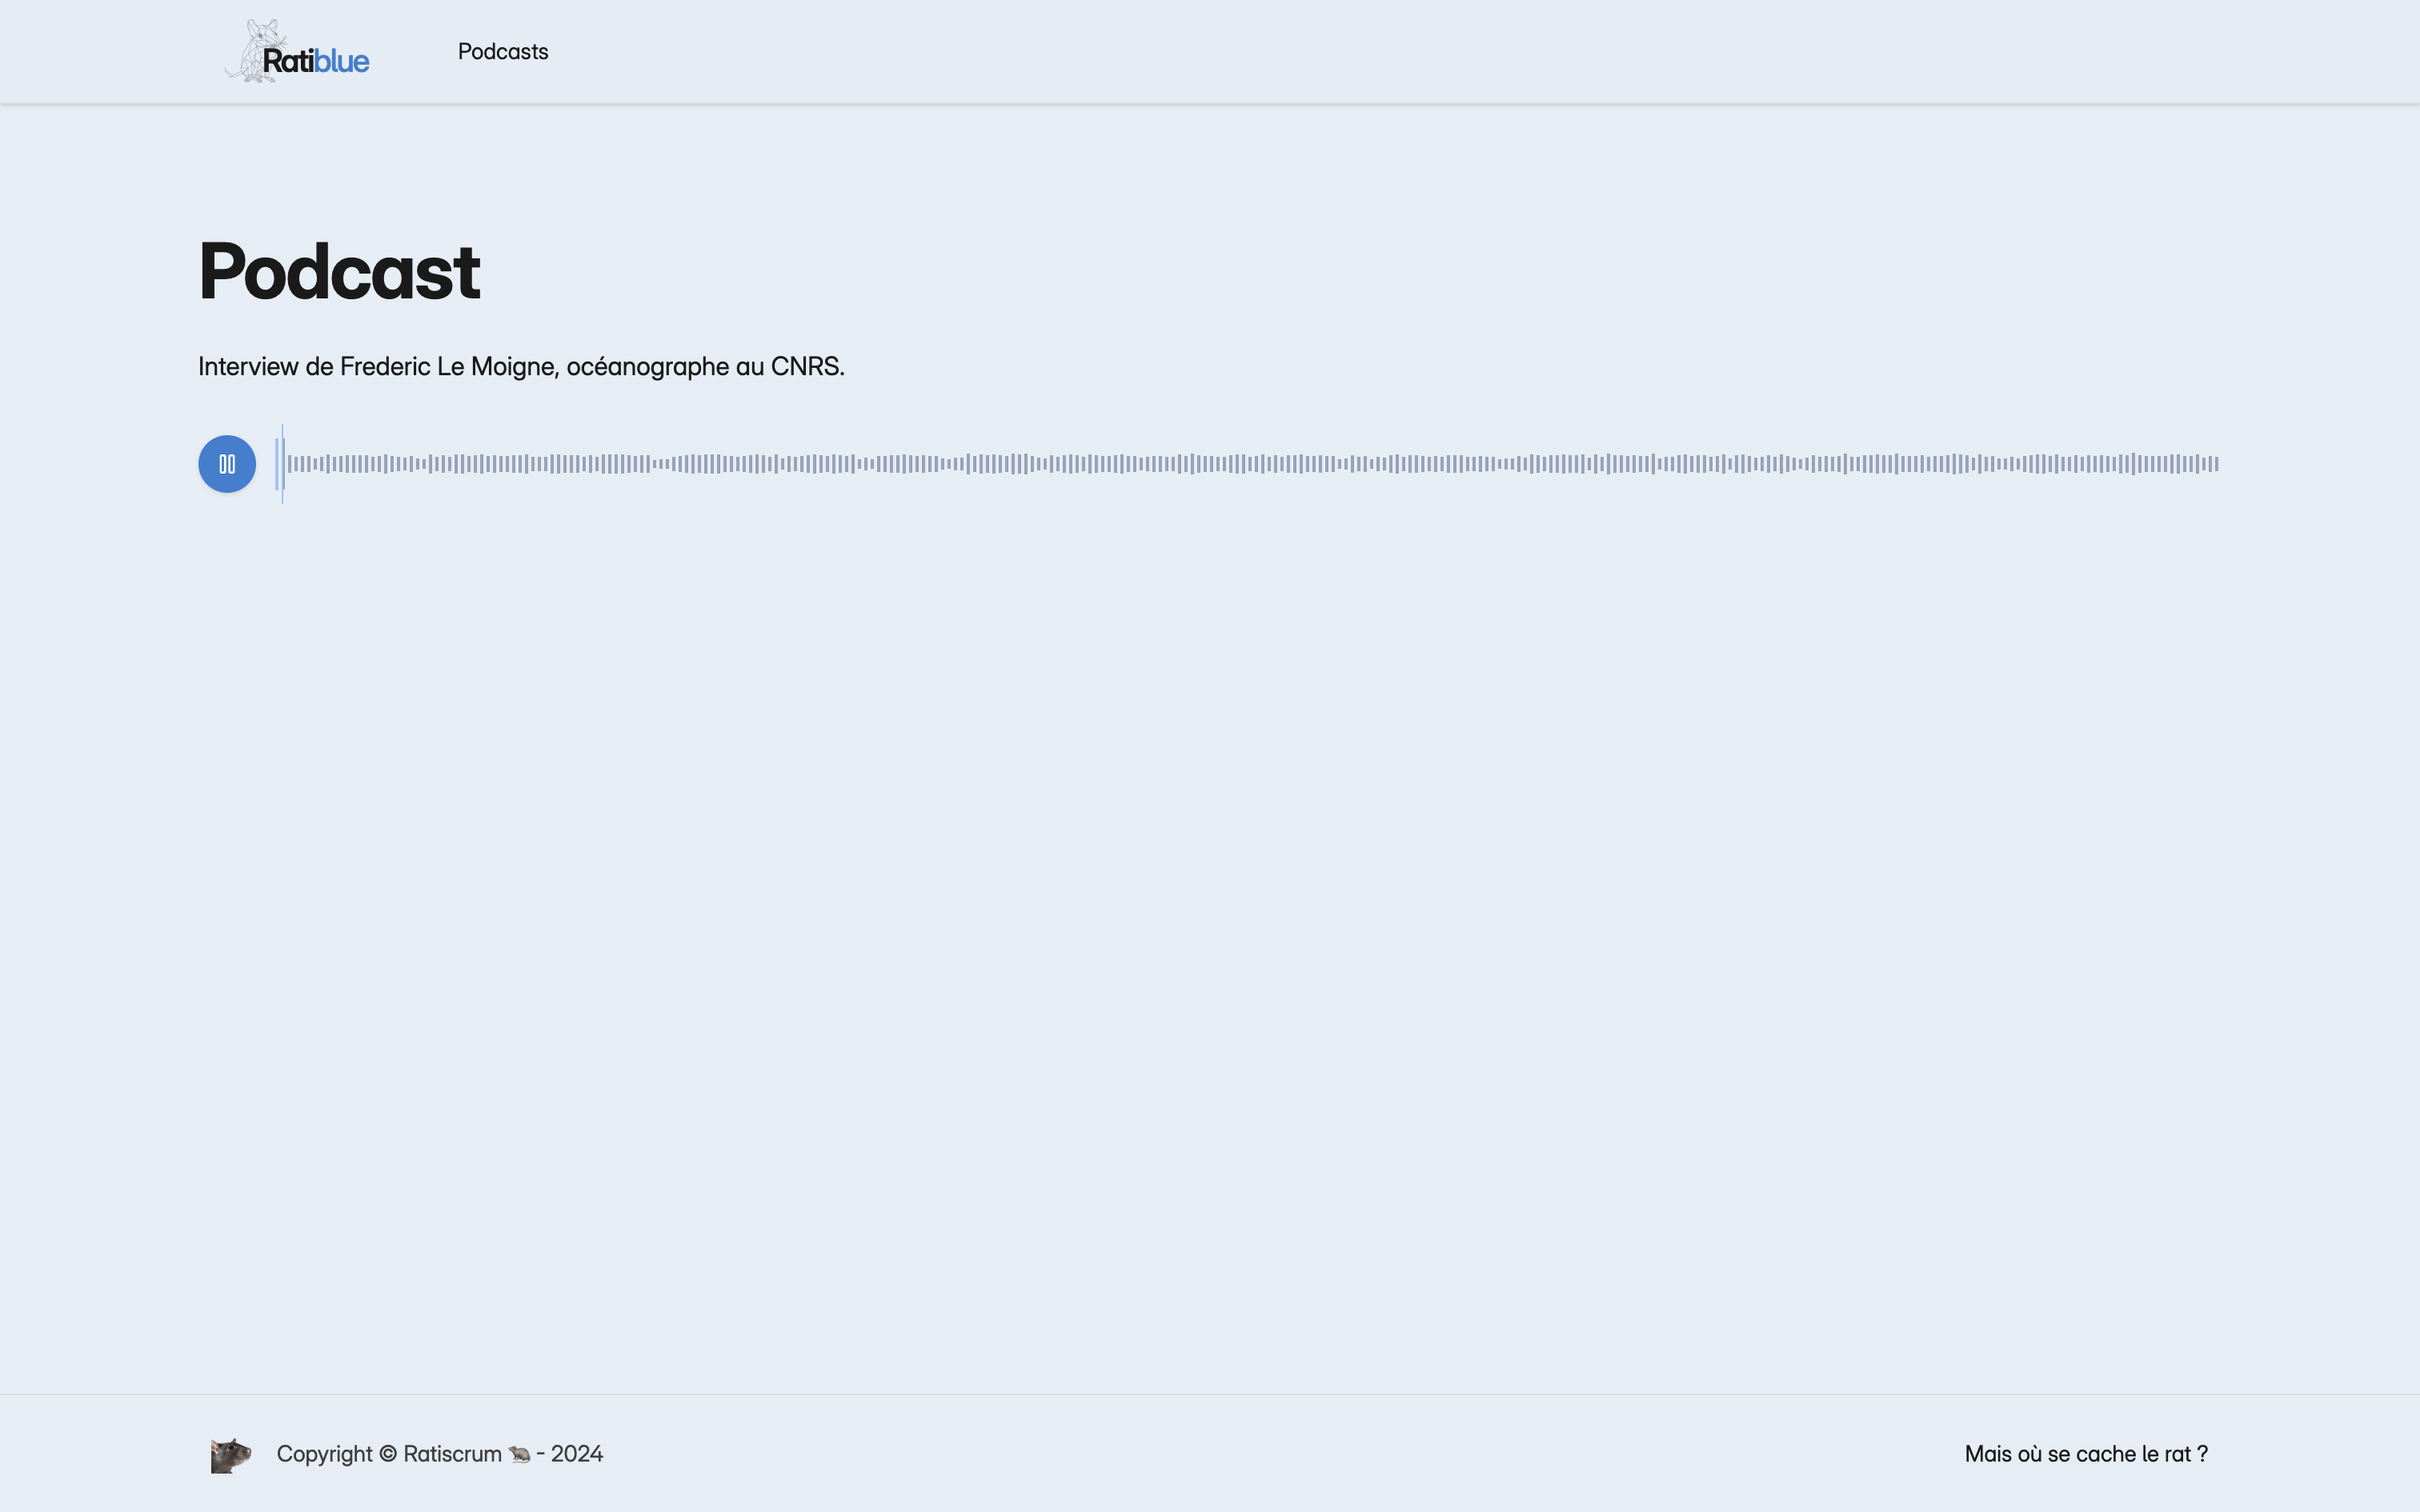 Ratiblue
Podcasts
Podcast
Interview de Frederic Le Moigne, océanographe au CNRS.
Copyright © Ratiscrum 🐀 - 2024
Mais où se cache le rat ?